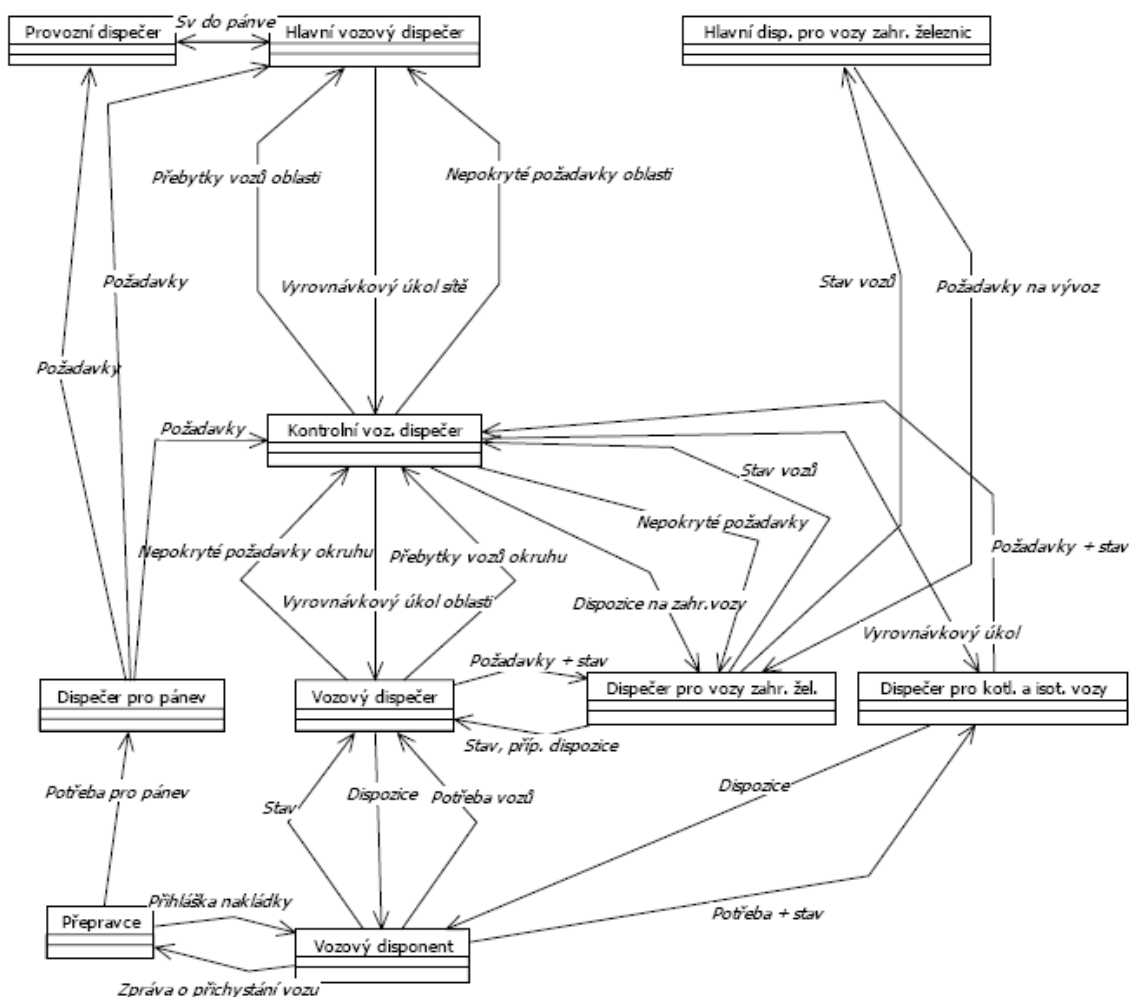 Sv do pánve
Provozní dispečer
Hlavní vozový dispečer
Hlavní disp. pro vozy zahr. železnic
Přebytky vozů oblasti
Nepokryté požadavky oblasti
Požadavky
Vyrovnávkový úkol sítě
Stav vozů
Požadavky na vývoz
Požadavky
Požadavky
Kontrolní voz. dispečer
Stav vozů
Nepokryté požadavky
Nepokryté požadavky okruhu
Přebytky vozů okruhu
Požadavky + stav
Vyrovnávkový úkol oblasti
Dispozice na zahr.vozy
Vyrovnávkový úkol
Požadavky + stav
Dispečer pro pánev
Vozový dispečer
Dispečer pro vozy zahr. žel.
Dispečer pro kotl. a isot. vozy
Stav, příp. dispozice
Potřeba pro pánev
Stav
Dispozice
Potřeba vozů
Dispozice
Přihláška nakládky
Přepravce
Potřeba + stav
Vozový disponent
Zpráva o přichystání vozu